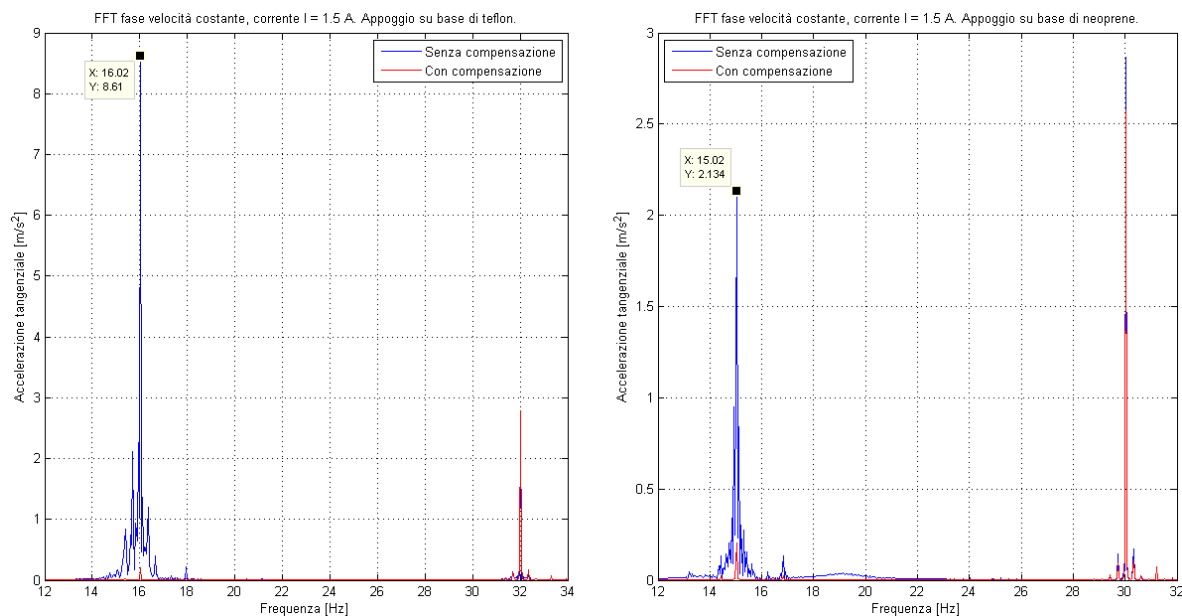 FFT fase velocità costante, corrente I = 1.5 A. Appoggio su base di teflon.
9
8
7
6
5
4
3
2
1
0
Accelerazione tangenziale [m/s²]
X: 16.02
Y: 8.61
Senza compensazione
Con compensazione
12 14 16 18 20 22 24 26 28 30 32 34
Frequenza [Hz]
FFT fase velocità costante, corrente I = 1.5 A. Appoggio su base di neoprene.
3
2.5
2
1.5
1
0.5
0
Accelerazione tangenziale [m/s²]
Senza compensazione
Con compensazione
X: 15.02
Y: 2.134
12 14 16 18 20 22 24 26 28 30 32
Frequenza [Hz]